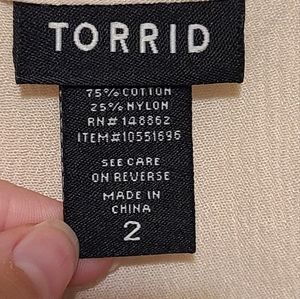 TORRID
75% COTTON
25% NYLON
RN# 148862
ITEM#10551696
SEE CARE
ON REVERSE
MADE IN
CHINA
2